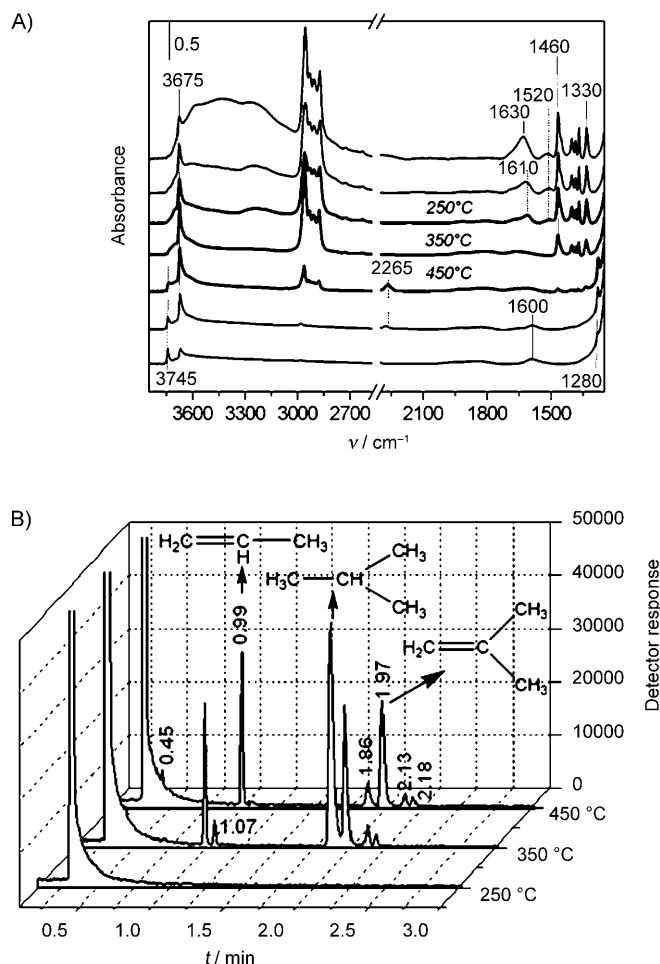 A)
0.5
3675
1460
1520
1330
1630
1610
250°C
350°C
450°C
2265
1600
3745
1280
Absorbance
3600 3300 3000 2700 2100 1800 1500
ν / cm⁻¹
B)
50000
40000
30000
20000
10000
0
Detector response
H₂C C H CH₃
H₃C CH CH₃ CH₃
H₂C C CH₃ CH₃
0.45
0.99
1.07
1.86
1.97
2.13
2.18
450 °C
350 °C
250 °C
0.5 1.0 1.5 2.0 2.5 3.0
t / min